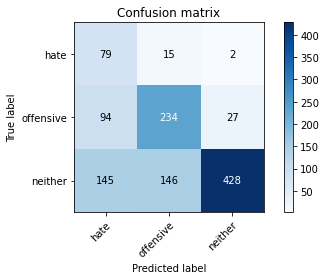 Confusion matrix
True label
hate 79 15 2
offensive 94 234 27
neither 145 146 428
hate offensive neither
Predicted label
400
350
300
250
200
150
100
50